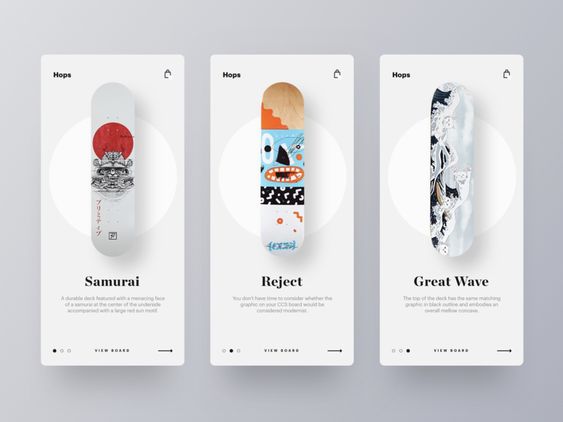 Hops
プリミティブ
Samurai
A durable deck featured with a menacing face
of a samurai at the center of the underside
accompanied with a large red sun motif.
VIEW BOARD
Hops
Reject
You don't have time to consider whether the
graphic on your CCS board would be
considered modernist.
VIEW BOARD
Hops
Great Wave
The top of the deck has the same matching
graphic in black outline and embodies an
overall mellow concave.
VIEW BOARD